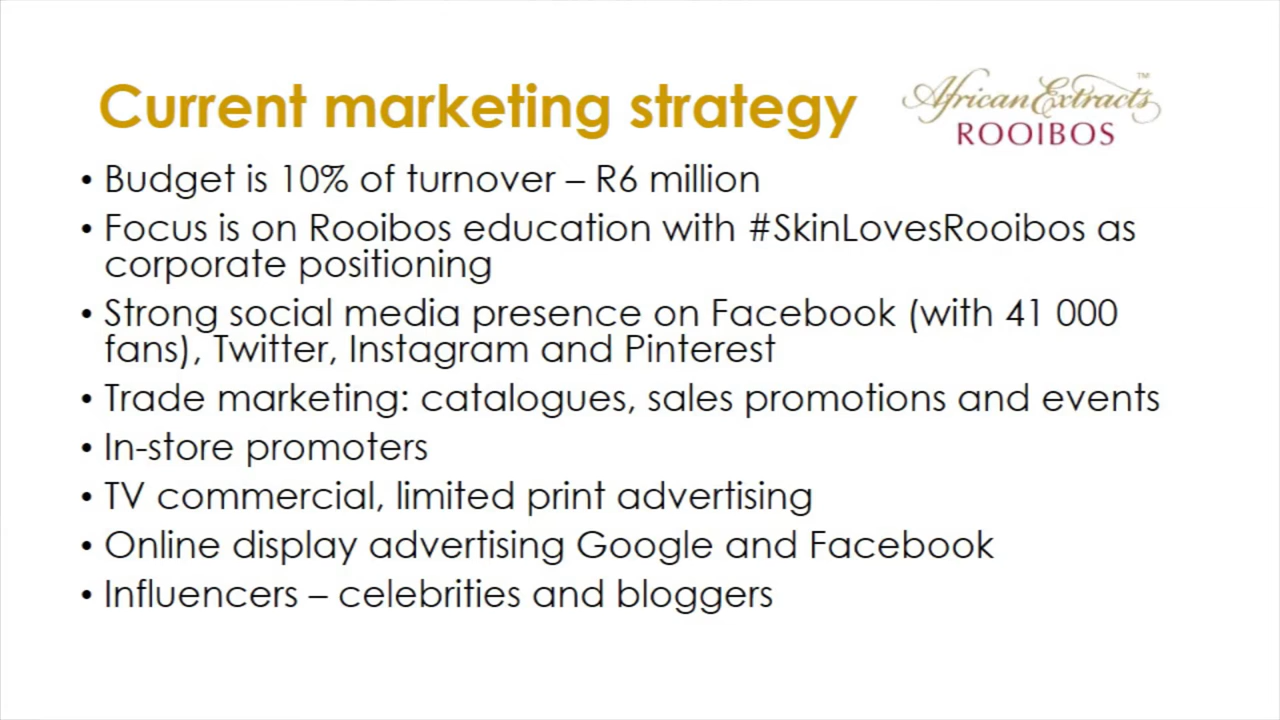 Current marketing strategy
African Extracts™
ROOIBOS
• Budget is 10% of turnover – R6 million
• Focus is on Rooibos education with #SkinLovesRooibos as
corporate positioning
• Strong social media presence on Facebook (with 41 000
fans), Twitter, Instagram and Pinterest
• Trade marketing: catalogues, sales promotions and events
• In-store promoters
• TV commercial, limited print advertising
• Online display advertising Google and Facebook
• Influencers – celebrities and bloggers